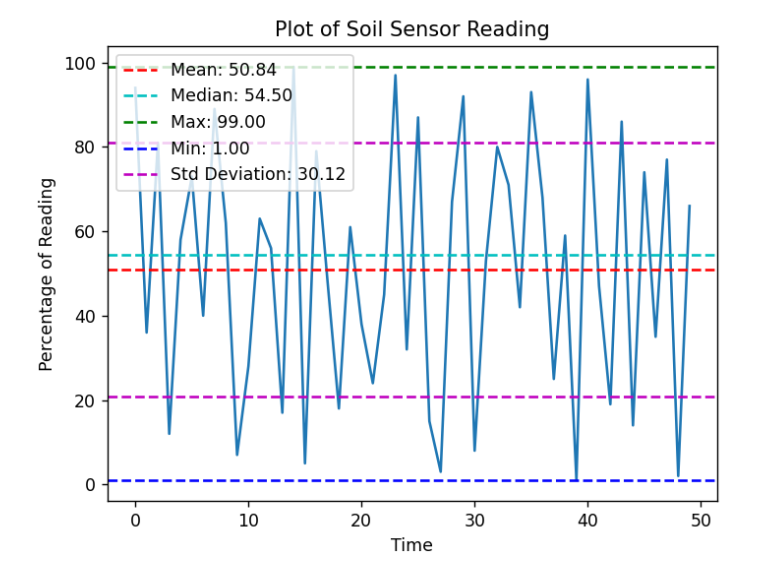 Plot of Soil Sensor Reading
Mean: 50.84
Median: 54.50
Max: 99.00
Min: 1.00
Std Deviation: 30.12
Percentage of Reading
100
80
60
40
20
0
0 10 20 30 40 50
Time